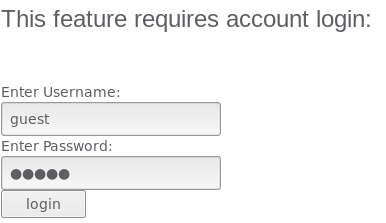 This feature requires account login:
Enter Username:
guest
Enter Password:
●●●●●
login